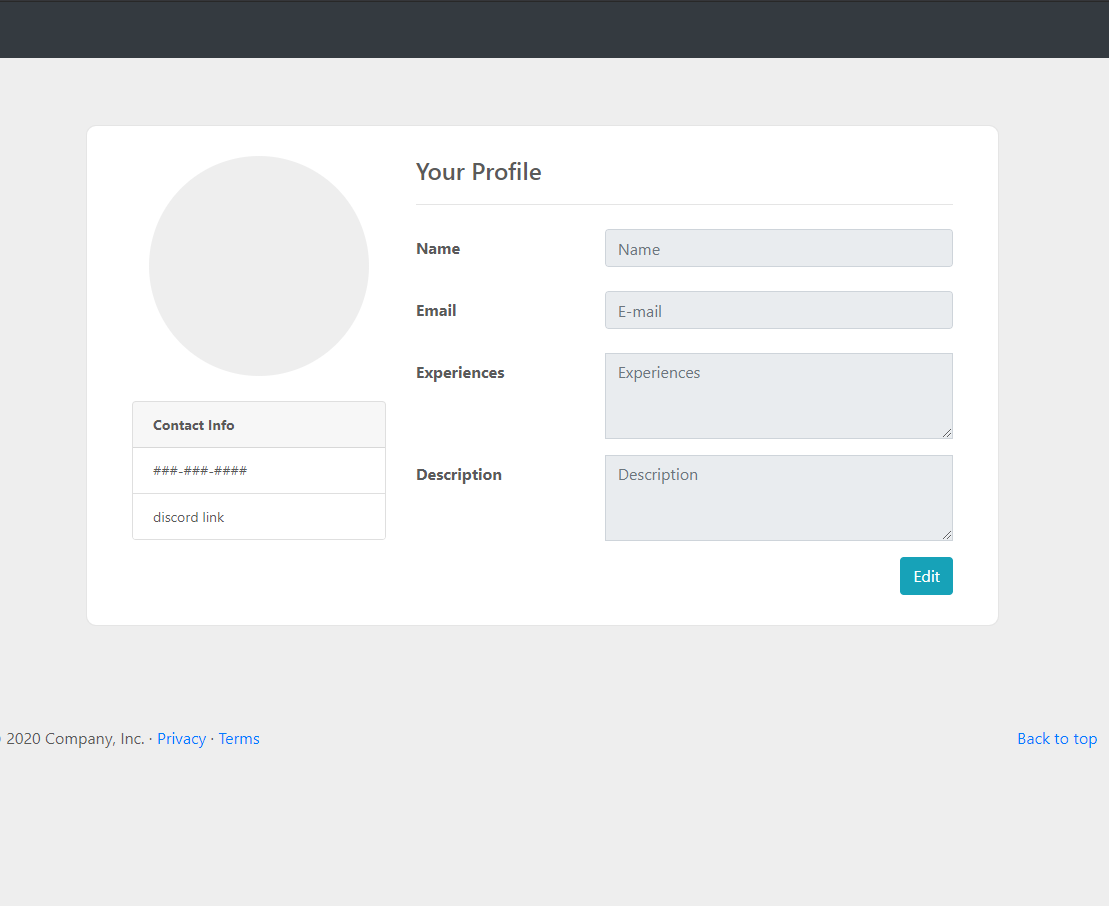 Your Profile
Name
Name
Email
E-mail
Experiences
Experiences
Description
Description
Contact Info
###-###-####
discord link
Edit
2020 Company, Inc. · Privacy · Terms
Back to top